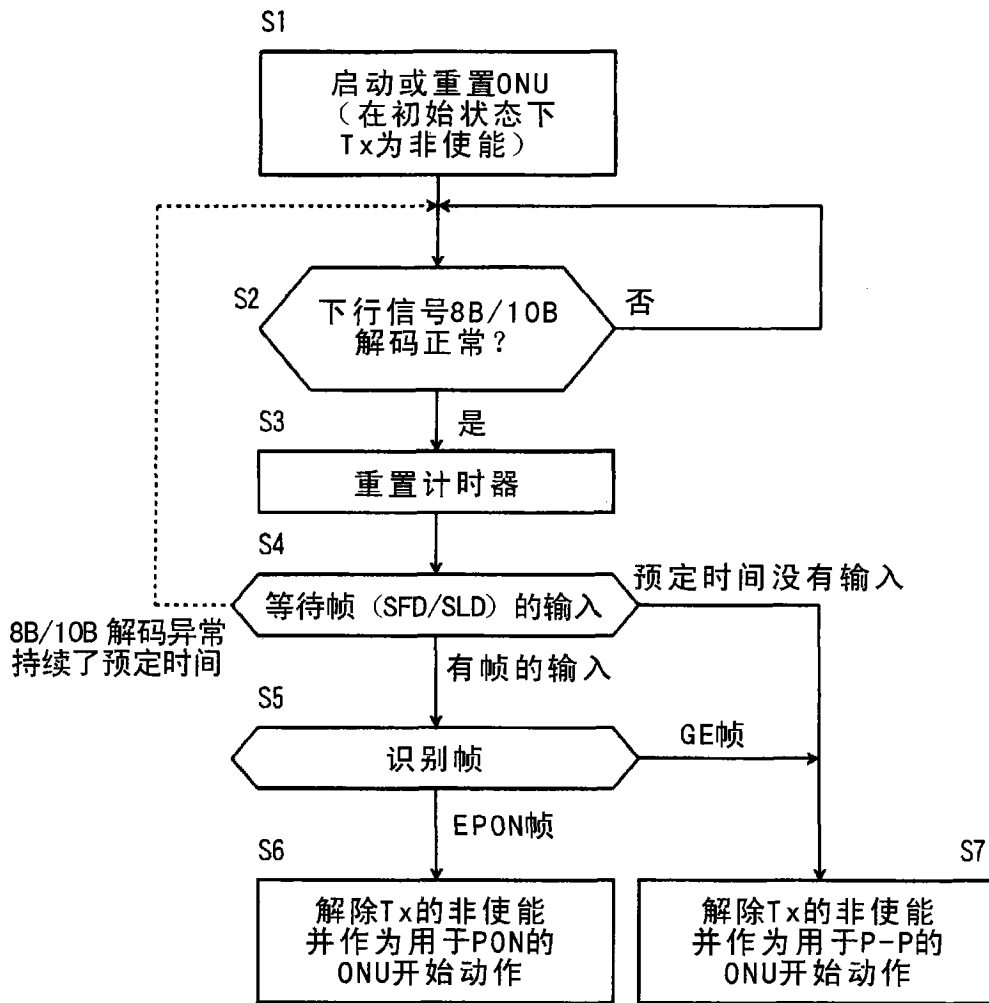 S1
启动或重置ONU
（在初始状态下
Tx为非使能）
S2
下行信号8B/10B
解码正常？
否
是
S3
重置计时器
S4
等待帧（SFD/SLD）的输入
预定时间没有输入
8B/10B 解码异常
持续了预定时间
有帧的输入
S5
识别帧
GE帧
EPON帧
S6
解除Tx的非使能
并作为用于PON的
ONU开始动作
S7
解除Tx的非使能
并作为用于P-P的
ONU开始动作